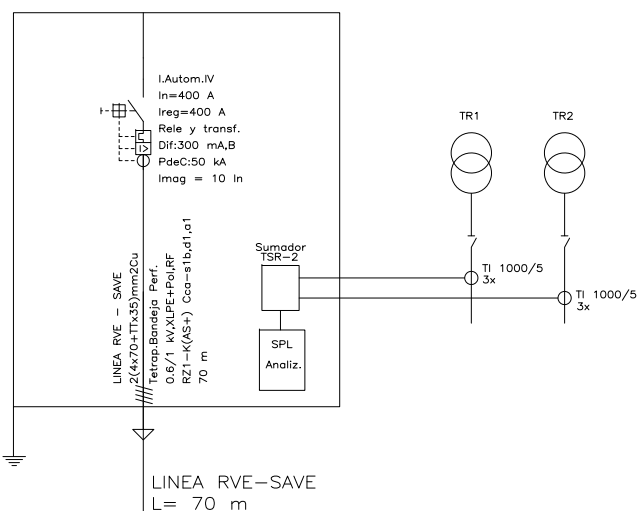 I.Autom.IV
In=400 A
Ireg=400 A
Rele y transf.
Dif:300 mA,B
PdeC:50 kA
Imag = 10 In
I>
TR1
TR2
Sumador
TSR-2
TI 1000/5
3x
TI 1000/5
3x
SPL
Analiz.
LINEA RVE - SAVE
2(4x70+TTx35)mm2Cu
Tetrap.Bandeja Perf.
0.6/1 kV,XLPE+Pol,RF
RZ1-K(AS+) Cca-s1b,d1,a1
70 m
LINEA RVE-SAVE
L= 70 m